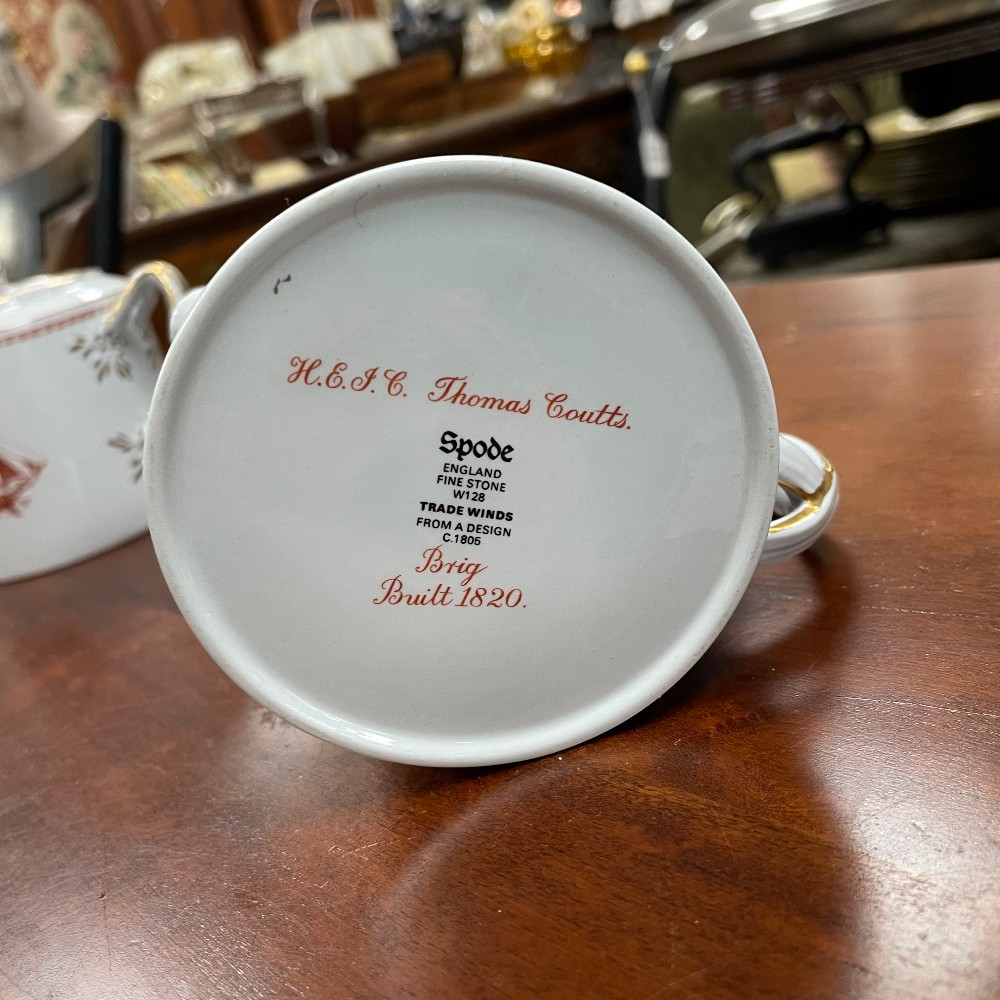 H.E.I.C. Thomas Coutts.
Spode
ENGLAND
FINE STONE
W128
TRADE WINDS
FROM A DESIGN
C.1805
Brig
Built 1820.